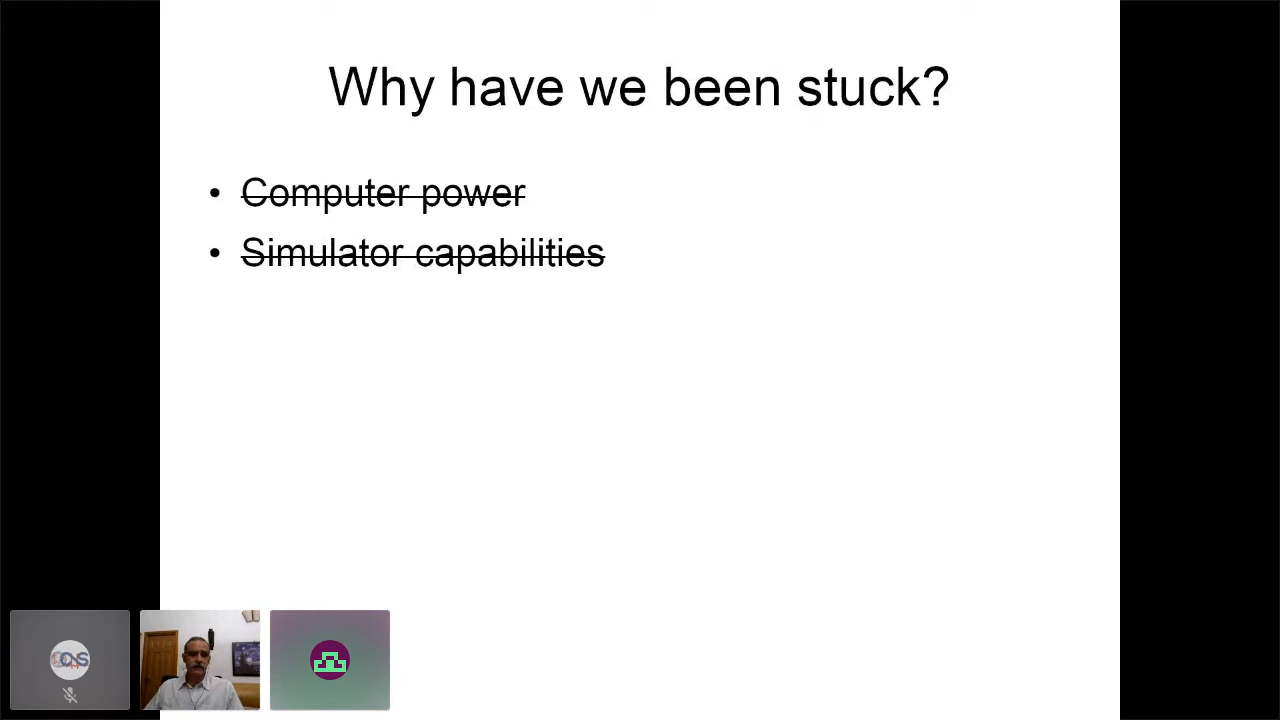 Why have we been stuck?
• Computer power
• Simulator capabilities